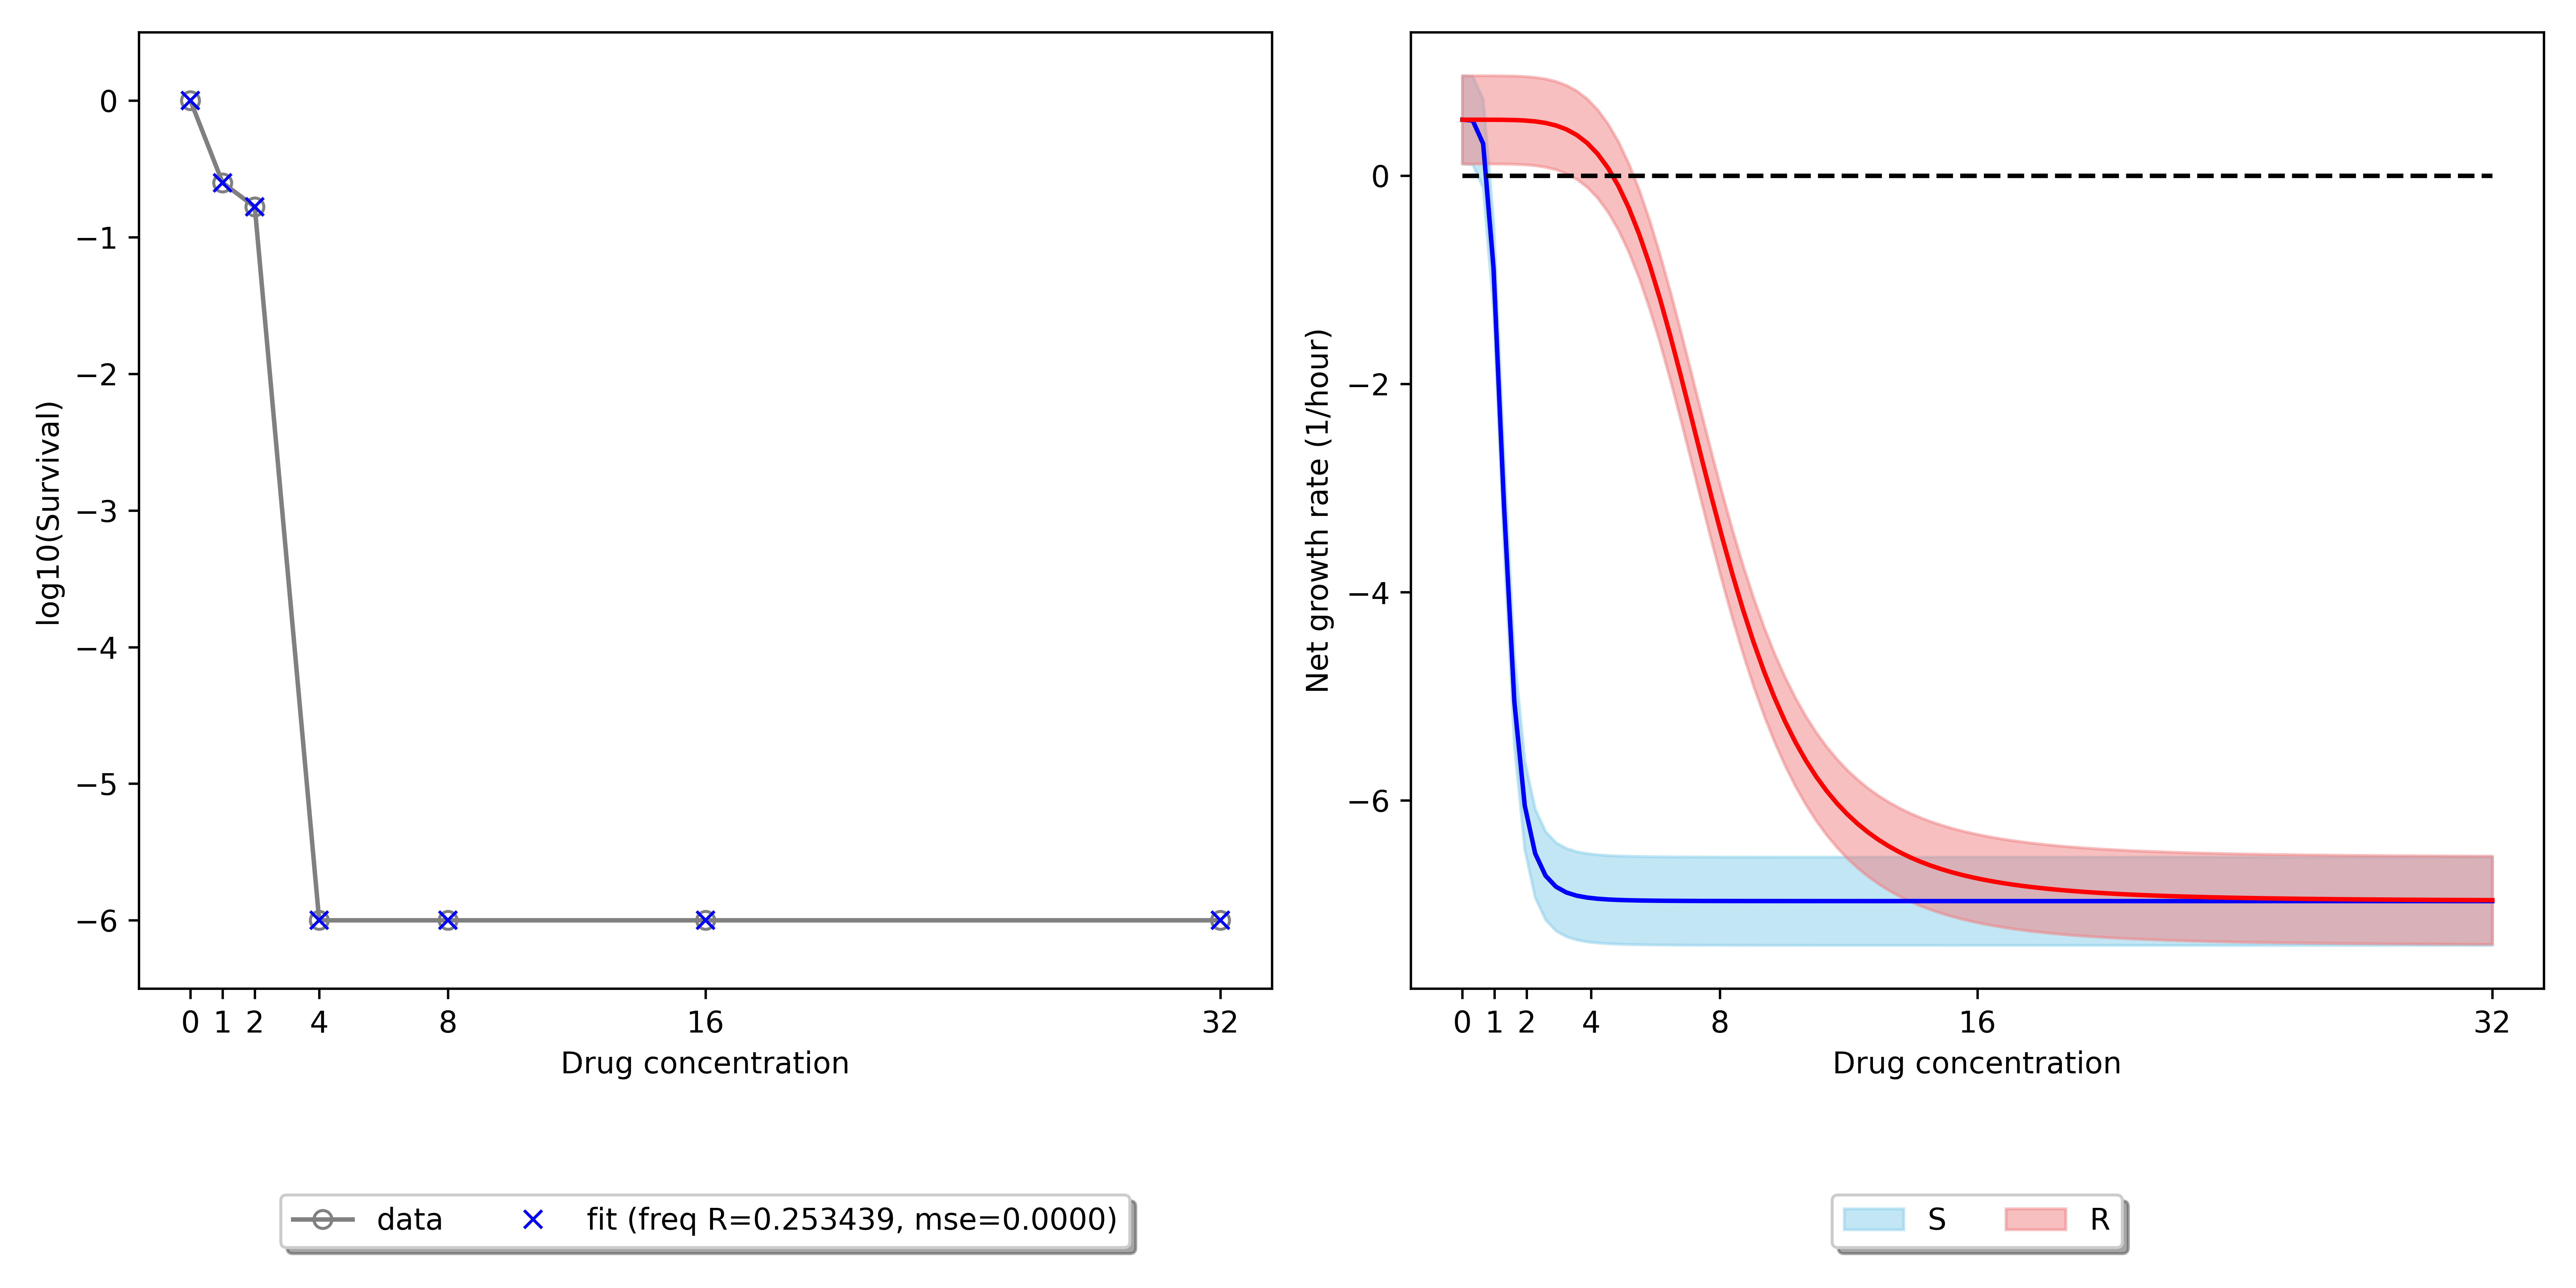 log10(Survival)
0
−1
−2
−3
−4
−5
−6
0 1 2 4 8 16 32
Drug concentration
data fit (freq R=0.253439, mse=0.0000)
Net growth rate (1/hour)
0
−2
−4
−6
0 1 2 4 8 16 32
Drug concentration
S R